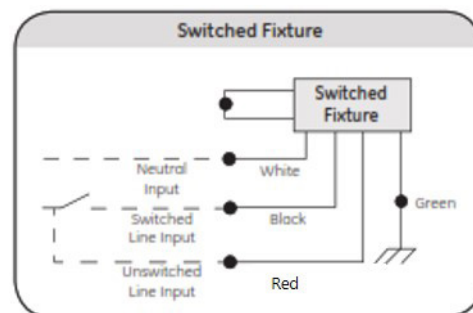 Switched Fixture
Switched
Fixture
Neutral
Input
White
Switched
Line Input
Black
Green
Unswitched
Line Input
Red